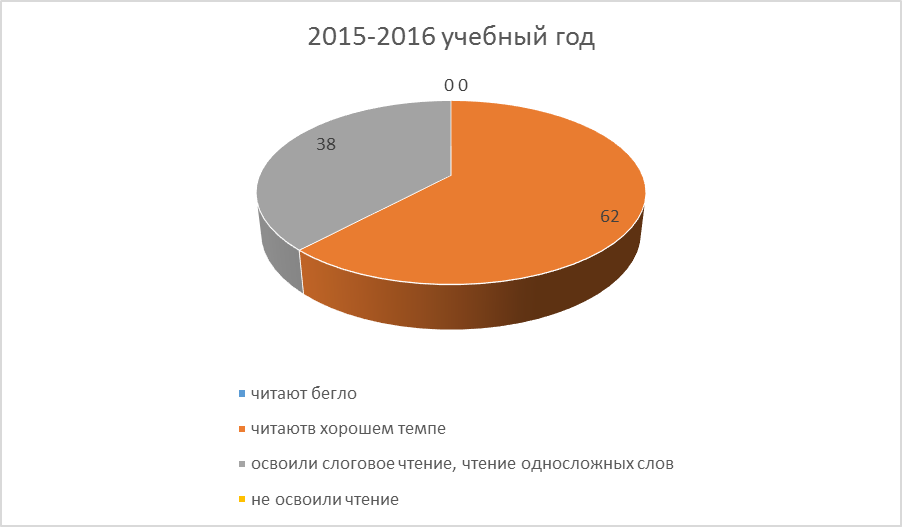 2015-2016 учебный год
0 0
38
62
читают бегло
читаютв хорошем темпе
освоили слоговое чтение, чтение односложных слов
не освоили чтение